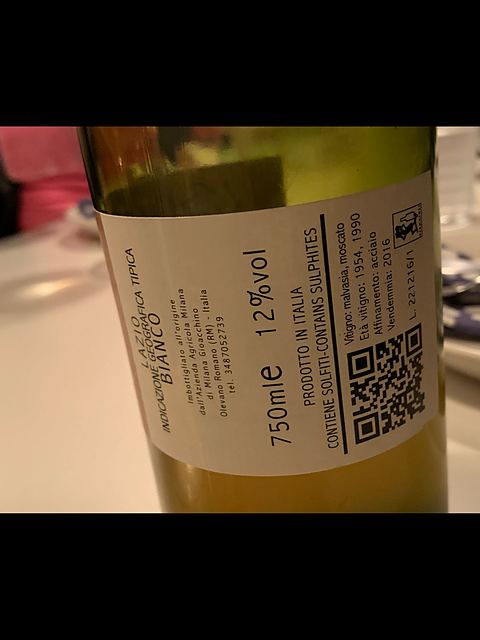 LAZIO
INDICAZIONE GEOGRAFICA TIPICA
BIANCO
Imbottigliato all'origine
dall'Azienda Agricola Milana
di Milana Gioacchino
Olevano Romano (RM) . Italia
tel. 3487052739
750mle 12%vol
PRODOTTO IN ITALIA
CONTIENE SOLFITI-CONTAINS SULPHITES
Vitigno: malvasia, moscato
Età vitigno: 1954, 1990
Affinamento: acciaio
Vendemmia: 2016
L. 221216/1